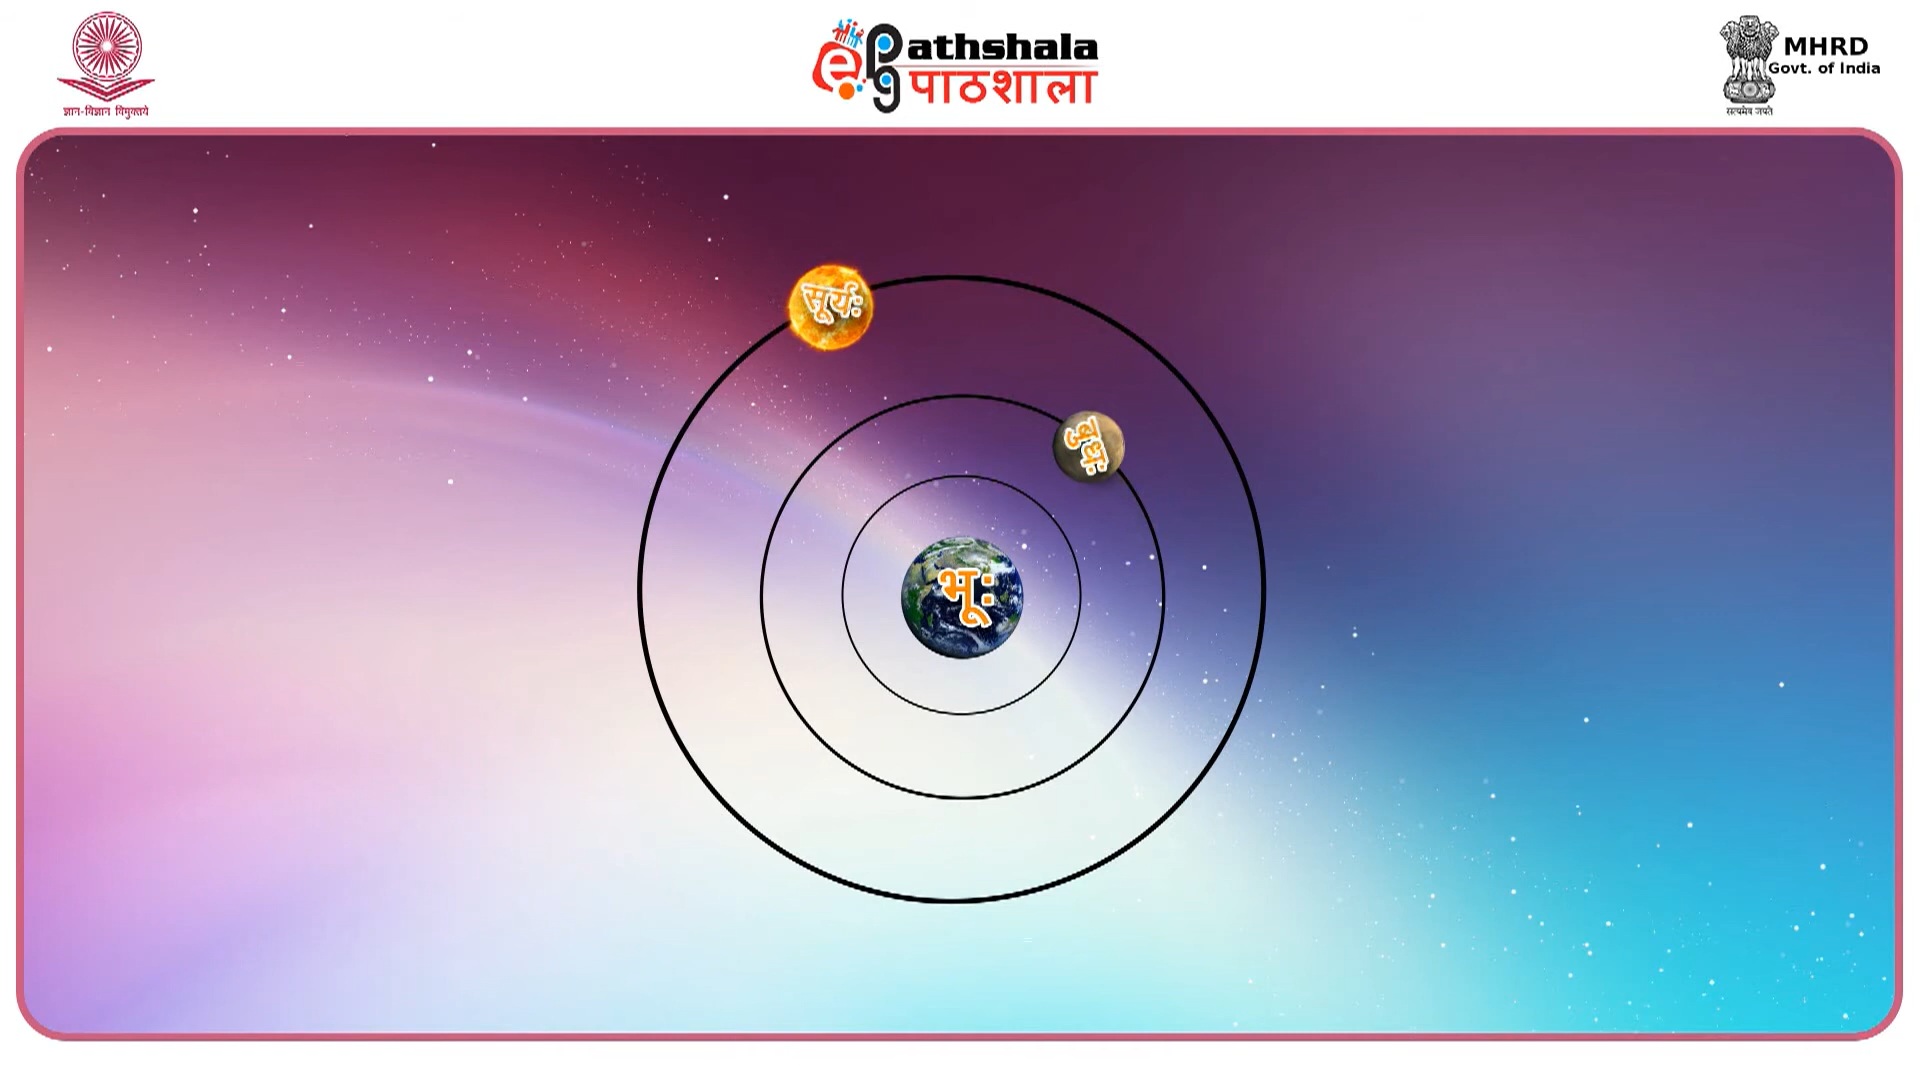 ज्ञान-विज्ञान विमुक्तये
e Pathshala
पाठशाला
MHRD
Govt. of India
सत्यमेव जयते
सूर्यः
बुधः
भूः